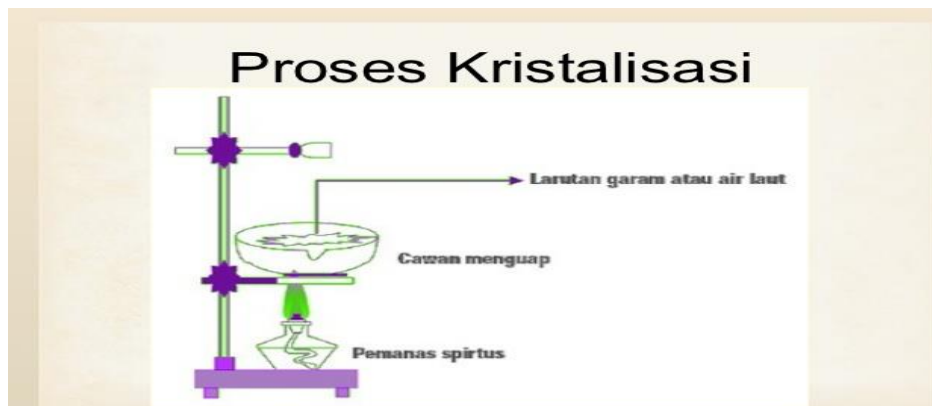 Proses Kristalisasi
Larutan garam atau air laut
Cawan menguap
Pemanas spirtus